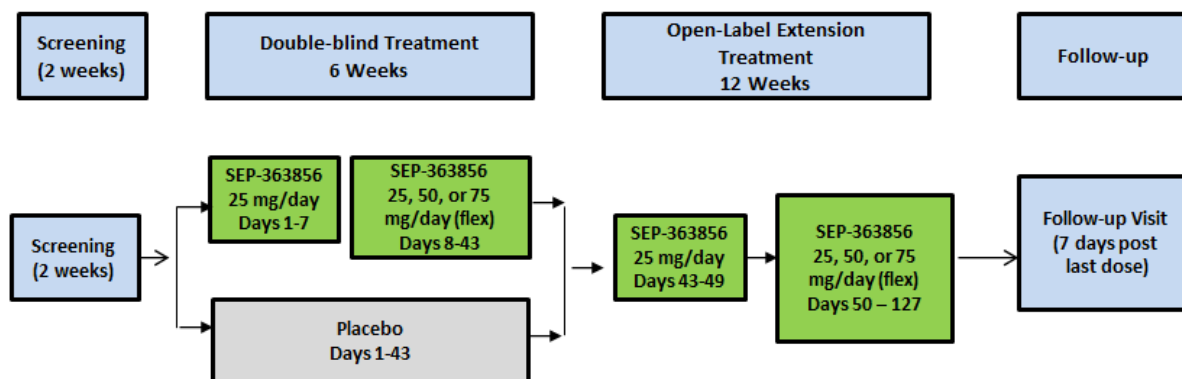 Screening
(2 weeks)
Double-blind Treatment
6 Weeks
Open-Label Extension
Treatment
12 Weeks
Follow-up
Screening
(2 weeks)
SEP-363856
25 mg/day
Days 1-7
SEP-363856
25, 50, or 75
mg/day (flex)
Days 8-43
Placebo
Days 1-43
SEP-363856
25 mg/day
Days 43-49
SEP-363856
25, 50, or 75
mg/day (flex)
Days 50 – 127
Follow-up Visit
(7 days post
last dose)